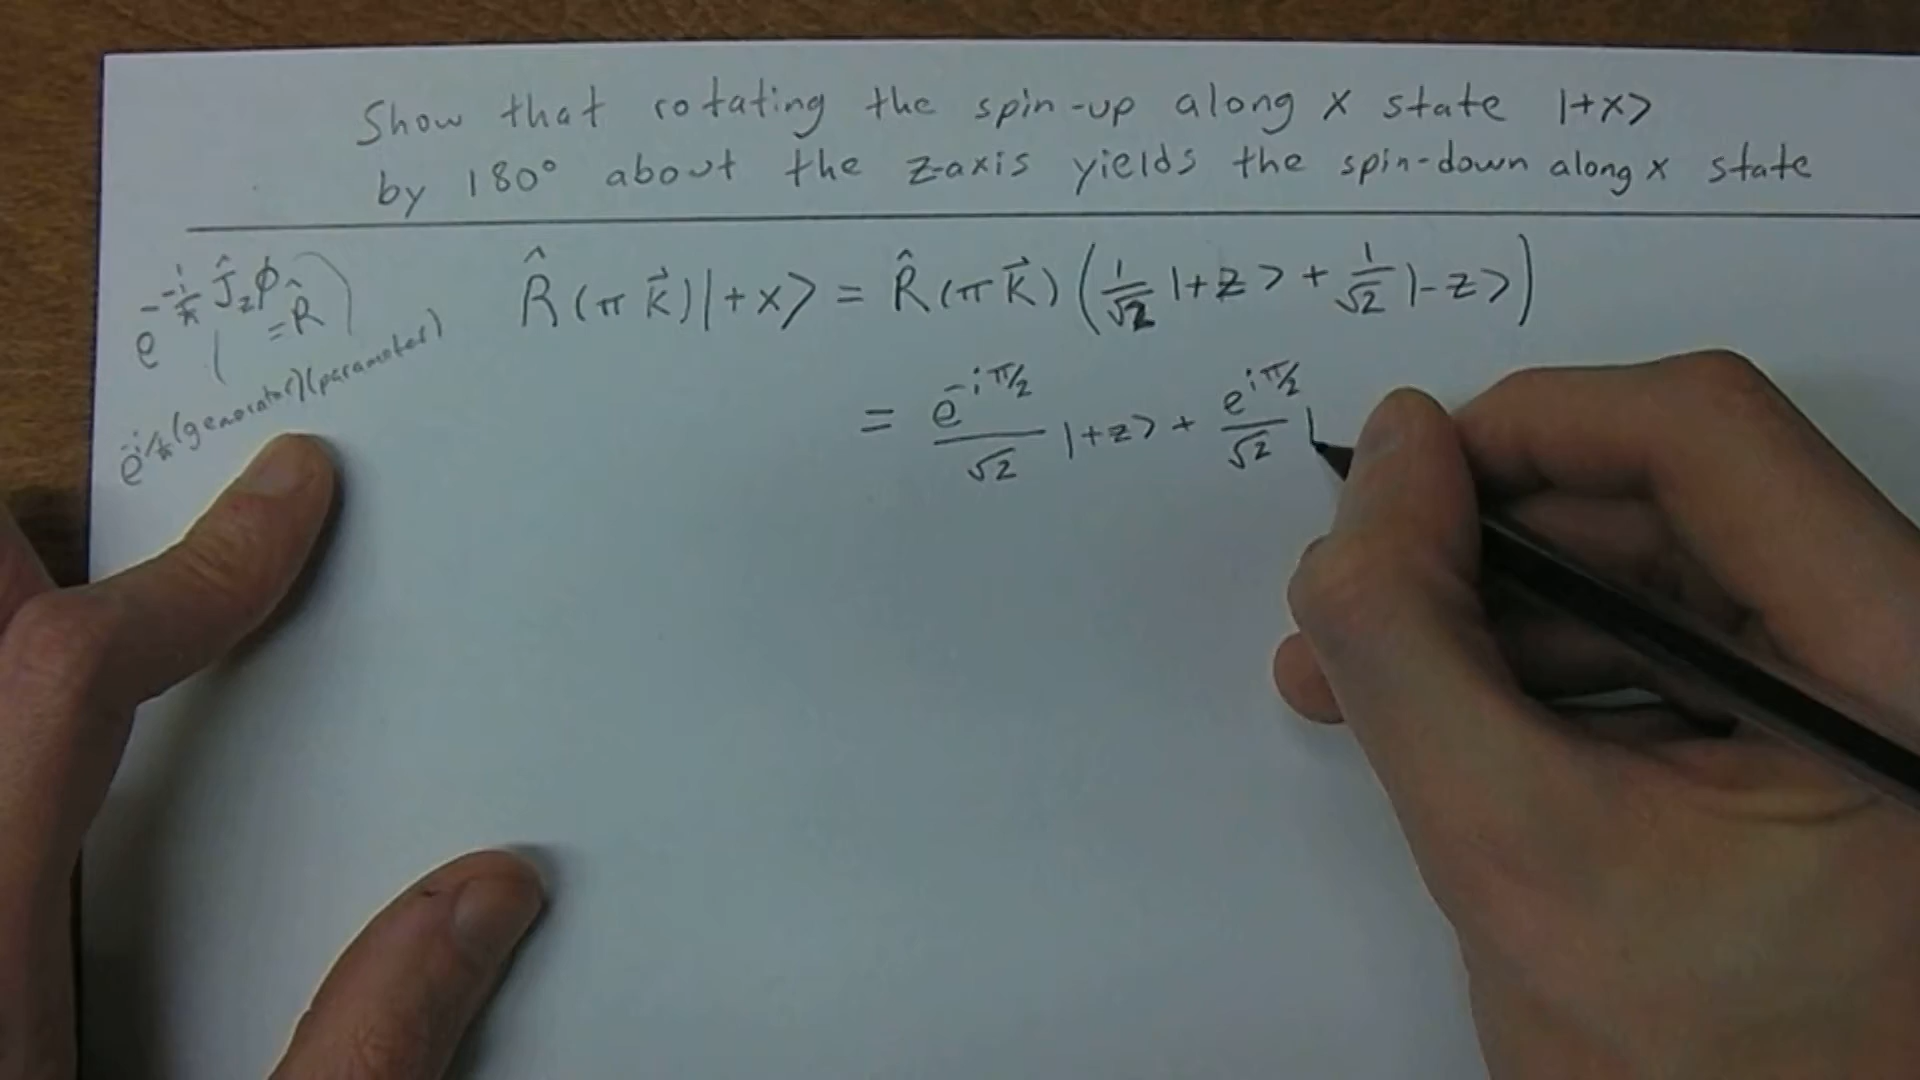 Show that rotating the spin-up along x state |+x>
by 180° about the z-axis yields the spin-down along x state
e^{-i/ħ Ĵ_z φ} = R̂
e^{-i/ħ (generator)(parameter)}
R̂(π k⃗)|+x> = R̂(π k⃗)(1/√2 |+z> + 1/√2 |-z>)
= e^{-iπ/2}/√2 |+z> + e^{iπ/2}/√2 |